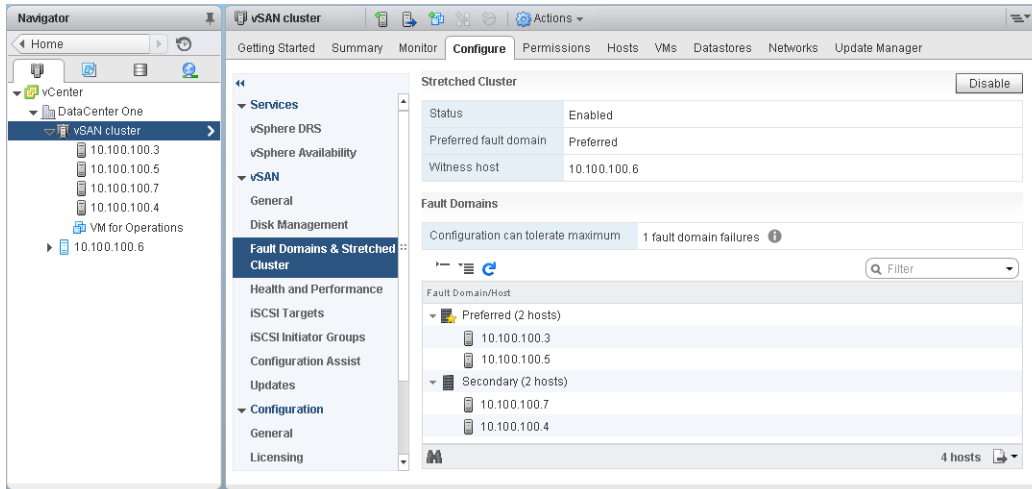 Navigator
Home
vCenter
DataCenter One
vSAN cluster
10.100.100.3
10.100.100.5
10.100.100.7
10.100.100.4
VM for Operations
10.100.100.6
vSAN cluster
Actions
Getting Started Summary Monitor Configure Permissions Hosts VMs Datastores Networks Update Manager
Services
vSphere DRS
vSphere Availability
vSAN
General
Disk Management
Fault Domains & Stretched
Cluster
Health and Performance
iSCSI Targets
iSCSI Initiator Groups
Configuration Assist
Updates
Configuration
General
Licensing
Stretched Cluster
Disable
Status Enabled
Preferred fault domain Preferred
Witness host 10.100.100.6
Fault Domains
Configuration can tolerate maximum 1 fault domain failures
Filter
Fault Domain/Host
Preferred (2 hosts)
10.100.100.3
10.100.100.5
Secondary (2 hosts)
10.100.100.7
10.100.100.4
4 hosts